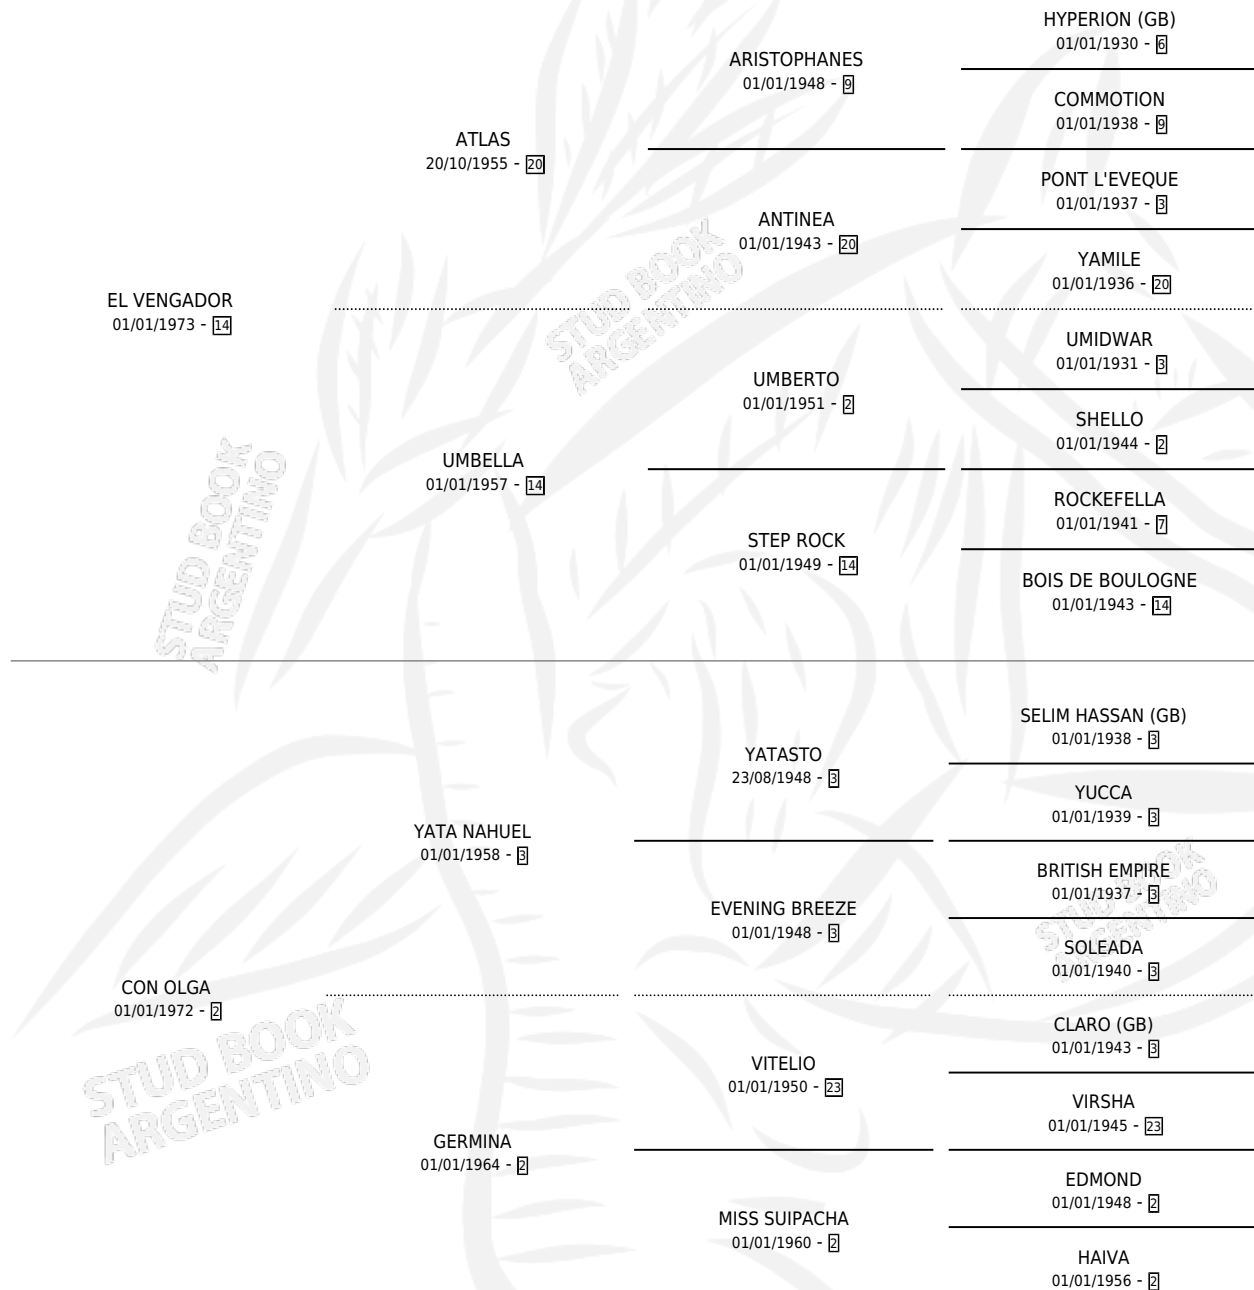 HYPERION (GB)
01/01/1930 - 6
ARISTOPHANES
01/01/1948 - 9
COMMOTION
01/01/1938 - 9
ATLAS
20/10/1955 - 20
PONT L'EVEQUE
01/01/1937 - 3
ANTINEA
01/01/1943 - 20
YAMILE
01/01/1936 - 20
EL VENGADOR
01/01/1973 - 14
STUD BOOK
ARGENTINO
UMIDWAR
01/01/1931 - 3
UMBERTO
01/01/1951 - 2
SHELLO
01/01/1944 - 2
UMBELLA
01/01/1957 - 14
ROCKEFELLA
01/01/1941 - 7
STEP ROCK
01/01/1949 - 14
BOIS DE BOULOGNE
01/01/1943 - 14
STUD BOOK
ARGENTINO
SELIM HASSAN (GB)
01/01/1938 - 3
YATASTO
23/08/1948 - 3
YUCCA
01/01/1939 - 3
YATA NAHUEL
01/01/1958 - 3
BRITISH EMPIRE
01/01/1937 - 3
EVENING BREEZE
01/01/1948 - 3
SOLEADA
01/01/1940 - 3
STUD BOOK
ARGENTINO
CON OLGA
01/01/1972 - 2
CLARO (GB)
01/01/1943 - 3
VITELIO
01/01/1950 - 23
VIRSHA
01/01/1945 - 23
STUD BOOK
ARGENTINO
GERMINA
01/01/1964 - 2
EDMOND
01/01/1948 - 2
MISS SUIPACHA
01/01/1960 - 2
HAIVA
01/01/1956 - 2